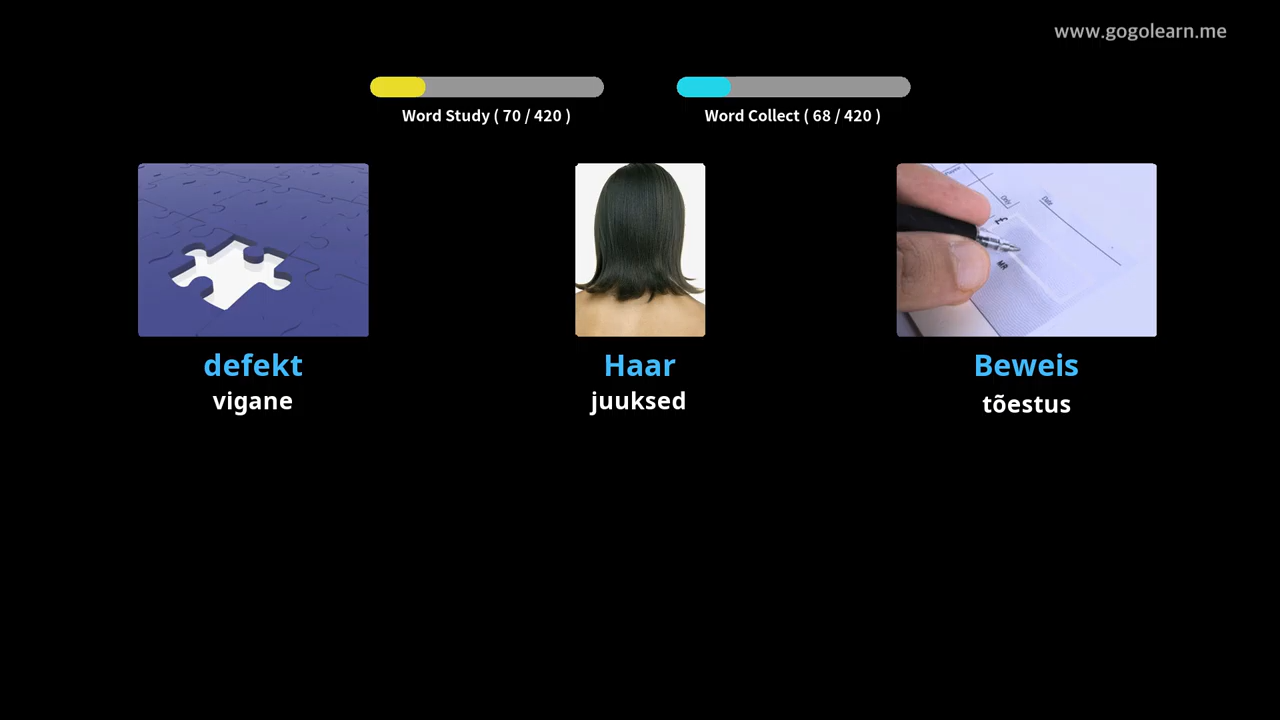 www.gogolearn.me
Word Study ( 70 / 420 )
Word Collect ( 68 / 420 )
defekt
vigane
Haar
juuksed
Beweis
tõestus